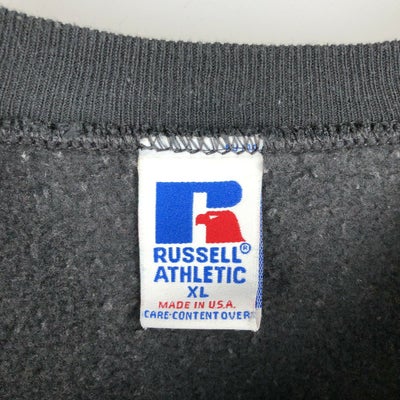 R
RUSSELL®
ATHLETIC
XL
MADE IN U.S.A.
CARE-CONTENT OVER